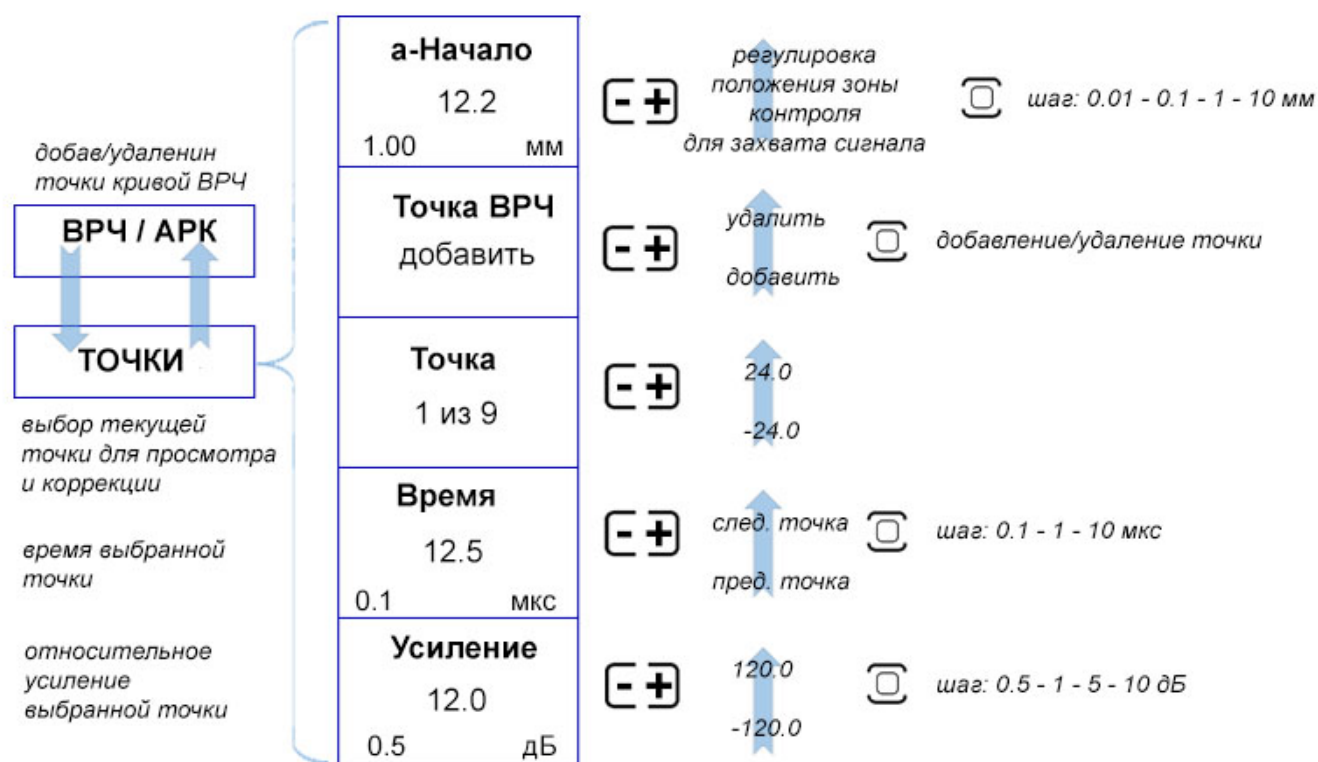 добав/удаленин
точки кривой ВРЧ
ВРЧ / АРК
ТОЧКИ
выбор текущей
точки для просмотра
и коррекции
время выбранной
точки
относительное
усиление
выбранной точки
а-Начало
12.2
1.00 мм
регулировка
положения зоны
контроля
для захвата сигнала
шаг: 0.01 - 0.1 - 1 - 10 мм
Точка ВРЧ
добавить
удалить
добавить
добавление/удаление точки
Точка
1 из 9
24.0
-24.0
Время
12.5
0.1 мкс
след. точка
пред. точка
шаг: 0.1 - 1 - 10 мкс
Усиление
12.0
0.5 дБ
120.0
-120.0
шаг: 0.5 - 1 - 5 - 10 дБ